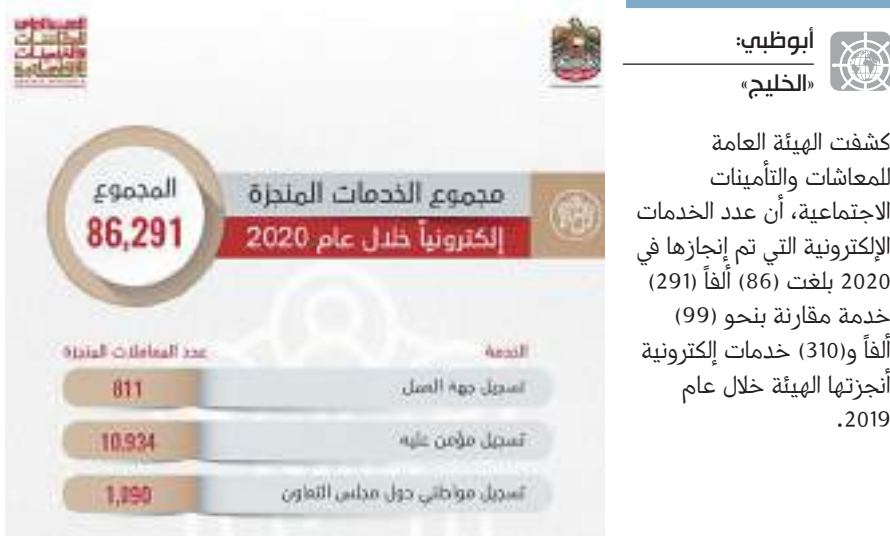 أبوظبي:
«الخليج»
كشفت الهيئة العامة
للمعاشات والتأمينات
الاجتماعية، أن عدد الخدمات
الإلكترونية التي تم إنجازها في
2020 بلغت (86) ألفاً (291)
خدمة مقارنة بنحو (99)
ألفاً و(310) خدمات إلكترونية
أنجزتها الهيئة خلال عام
2019.
مجموع الخدمات المنجزة
إلكترونياً خلال عام 2020
المجموع
86,291
الخدمة عدد المعاملات المنجزة
تسجيل جهة العمل 811
تسجيل مؤمن عليه 10,934
تسجيل مواطني دول مجلس التعاون 1,090